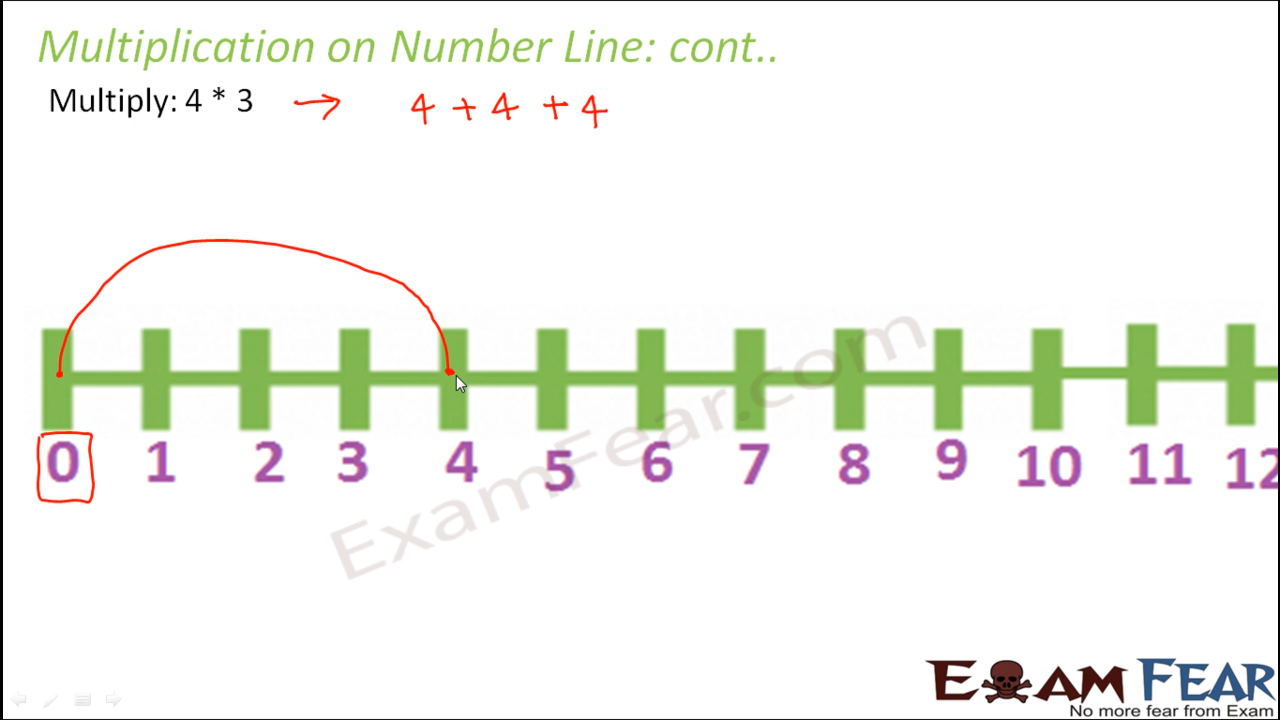 Multiplication on Number Line: cont..
Multiply: 4 * 3 → 4 + 4 + 4
0 1 2 3 4 5 6 7 8 9 10 11 12
ExamFear.com
EXAM FEAR
No more fear from Exam